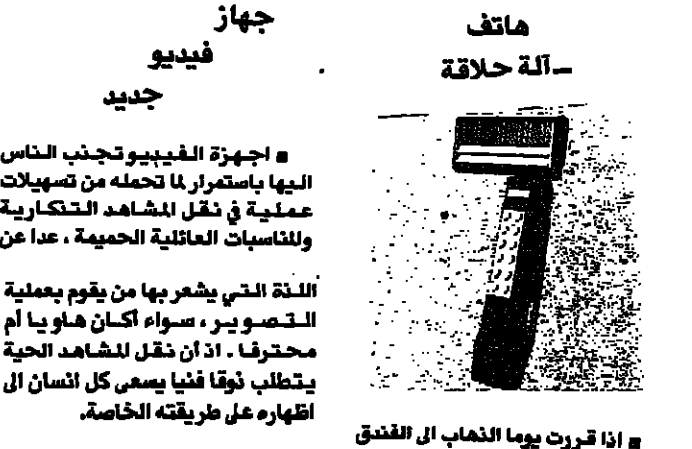 هاتف
ـ آلة حلاقة
■ اذا قررت يوما الذهاب الى الفندق
جهاز
فيديو
جديد
■ اجهزة الفيديو تجذب الناس
اليها باستمرار لما تحمله من تسهيلات
عملية في نقل المشاهد التذكارية
وللناسبات العائلية الحميمة ، عدا عن
اللذة التي يشعر بها من يقوم بعملية
التصوير ، سواء أكان هاويا أم
محترفا . اذ أن نقل المشاهد الحية
يتطلب ذوقا فنيا يسعى كل انسان الى
اظهاره على طريقته الخاصة.